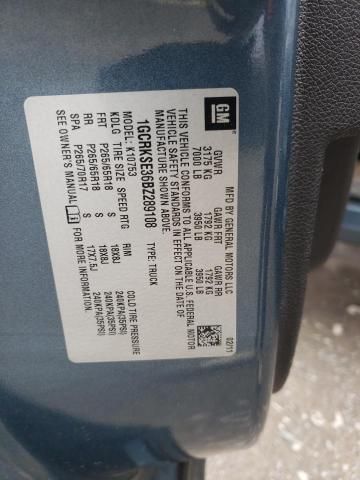 GM
MFD BY GENERAL MOTORS LLC
02/11
GVWR GAWR FRT GAWR RR
3175 KG 1792 KG 1792 KG
7000 LB 3950 LB 3950 LB
THIS VEHICLE CONFORMS TO ALL APPLICABLE U.S. FEDERAL MOTOR
VEHICLE SAFETY STANDARDS IN EFFECT ON THE DATE OF
MANUFACTURE SHOWN ABOVE.
1GCRKSE36BZ289108 TYPE: TRUCK
MODEL: K10753
KDLG TIRE SIZE SPEED RTG RIM COLD TIRE PRESSURE
FRT P265/65R18 S 18X8J 240KPA(35PSI)
RR P265/65R18 S 18X8J 240KPA(35PSI)
SPA P265/70R17 S 17X7.5J 240KPA(35PSI)
SEE OWNER'S MANUAL